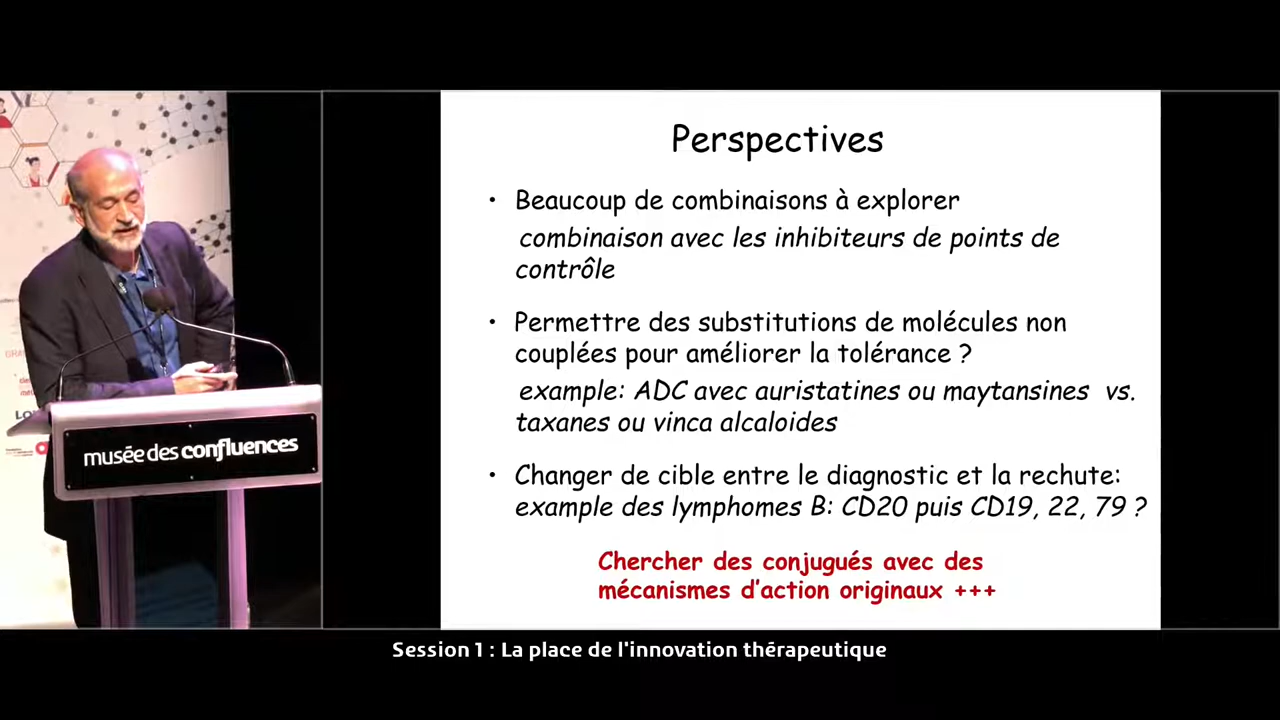 Perspectives
• Beaucoup de combinaisons à explorer
combinaison avec les inhibiteurs de points de
contrôle
• Permettre des substitutions de molécules non
couplées pour améliorer la tolérance ?
example: ADC avec auristatines ou maytansines vs.
taxanes ou vinca alcaloides
• Changer de cible entre le diagnostic et la rechute:
example des lymphomes B: CD20 puis CD19, 22, 79 ?
Chercher des conjugués avec des
mécanismes d'action originaux +++
musée des confluences
Session 1 : La place de l'innovation thérapeutique